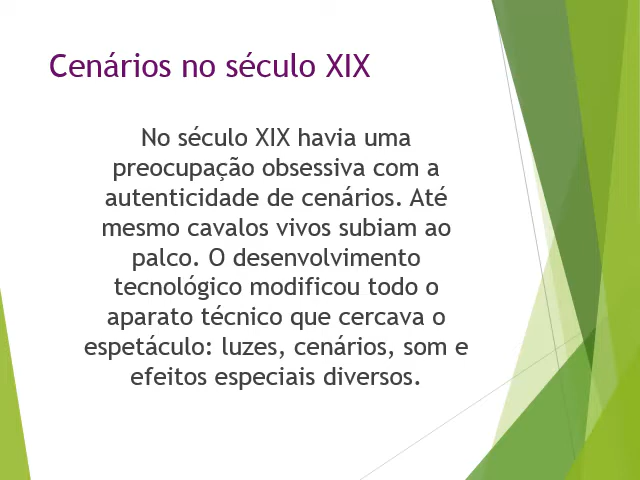 Cenários no século XIX
No século XIX havia uma
preocupação obsessiva com a
autenticidade de cenários. Até
mesmo cavalos vivos subiam ao
palco. O desenvolvimento
tecnológico modificou todo o
aparato técnico que cercava o
espetáculo: luzes, cenários, som e
efeitos especiais diversos.